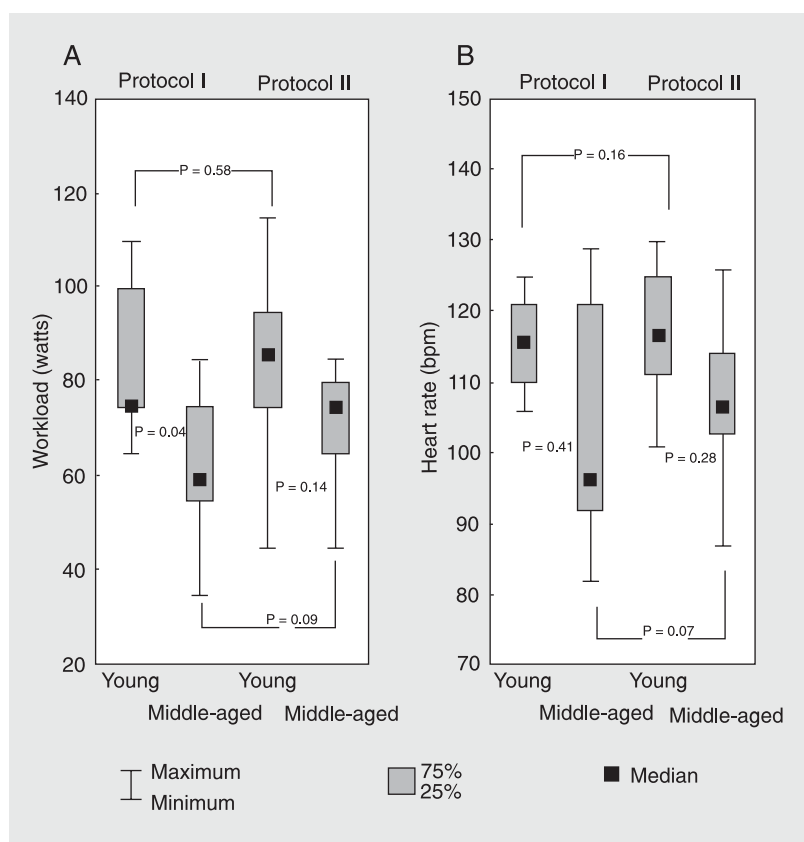 A
Protocol I Protocol II
140
120
100
80
60
40
20
Workload (watts)
P = 0.58
P = 0.04
P = 0.14
P = 0.09
Young Young
Middle-aged Middle-aged
B
Protocol I Protocol II
150
140
130
120
110
100
90
80
70
Heart rate (bpm)
P = 0.16
P = 0.41
P = 0.28
P = 0.07
Young Young
Middle-aged Middle-aged
Maximum
Minimum
75%
25%
Median